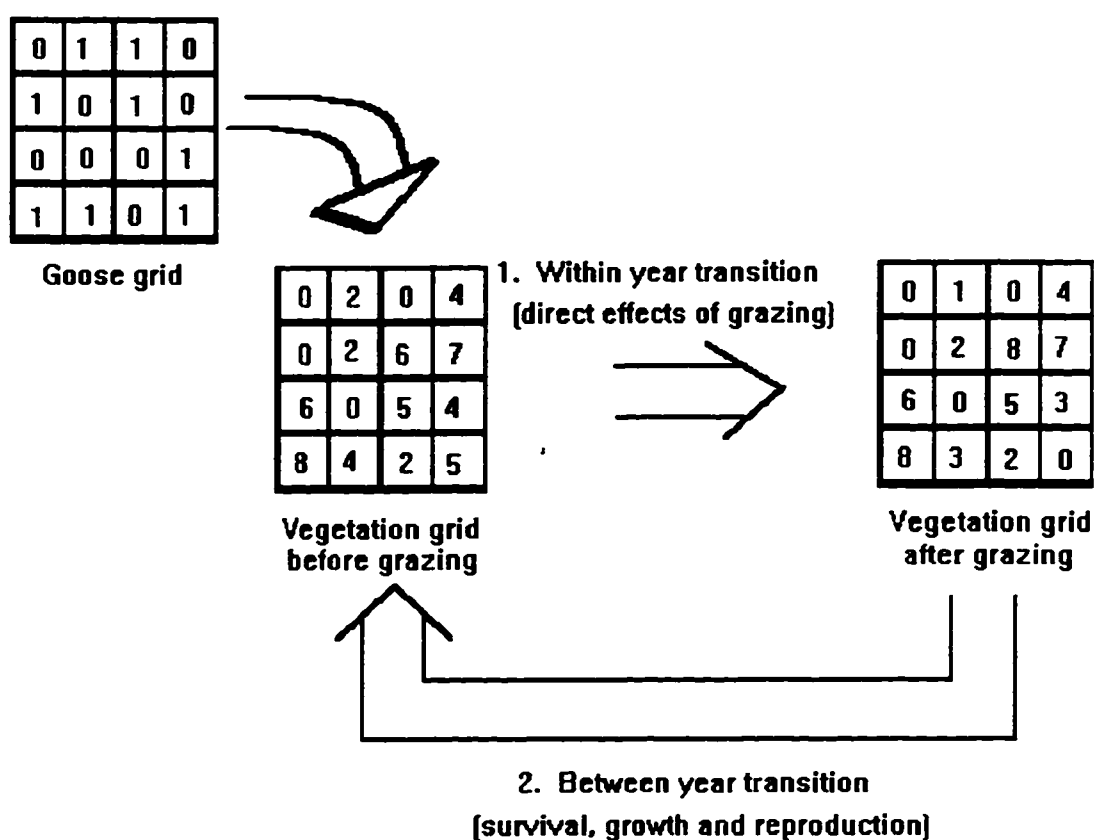 0 1 1 0
1 0 1 0
0 0 0 1
1 1 0 1
Goose grid
0 2 0 4
0 2 6 7
6 0 5 4
8 4 2 5
Vegetation grid
before grazing
1. Within year transition
(direct effects of grazing)
0 1 0 4
0 2 8 7
6 0 5 3
8 3 2 0
Vegetation grid
after grazing
2. Between year transition
(survival, growth and reproduction)